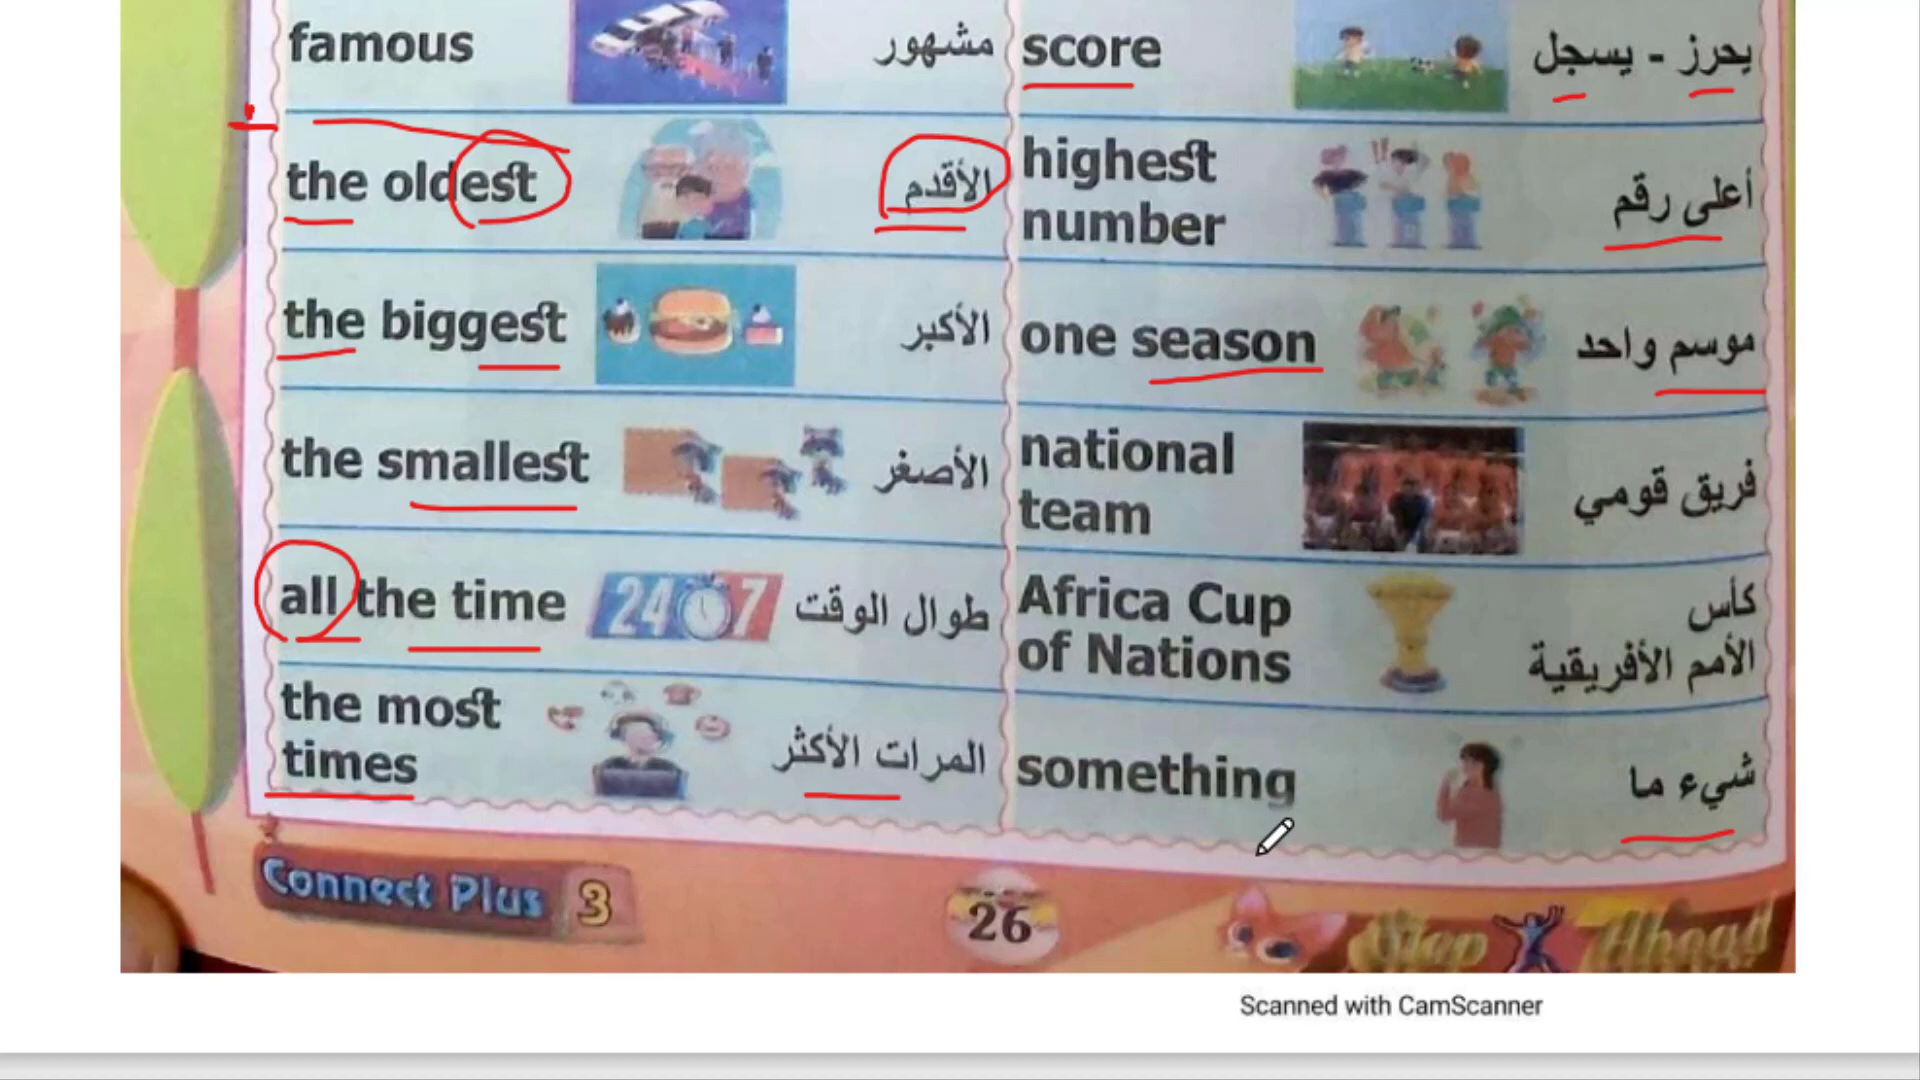 famous
مشهور
score
يحرز - يسجل
the oldest
الأقدم
highest
number
أعلى رقم
the biggest
الأكبر
one season
موسم واحد
the smallest
الأصغر
national
team
فريق قومي
all the time
24 7
طوال الوقت
Africa Cup
of Nations
كأس
الأمم الأفريقية
the most
times
المرات الأكثر
something
شيء ما
Connect Plus 3
26
Step Ahead
Scanned with CamScanner